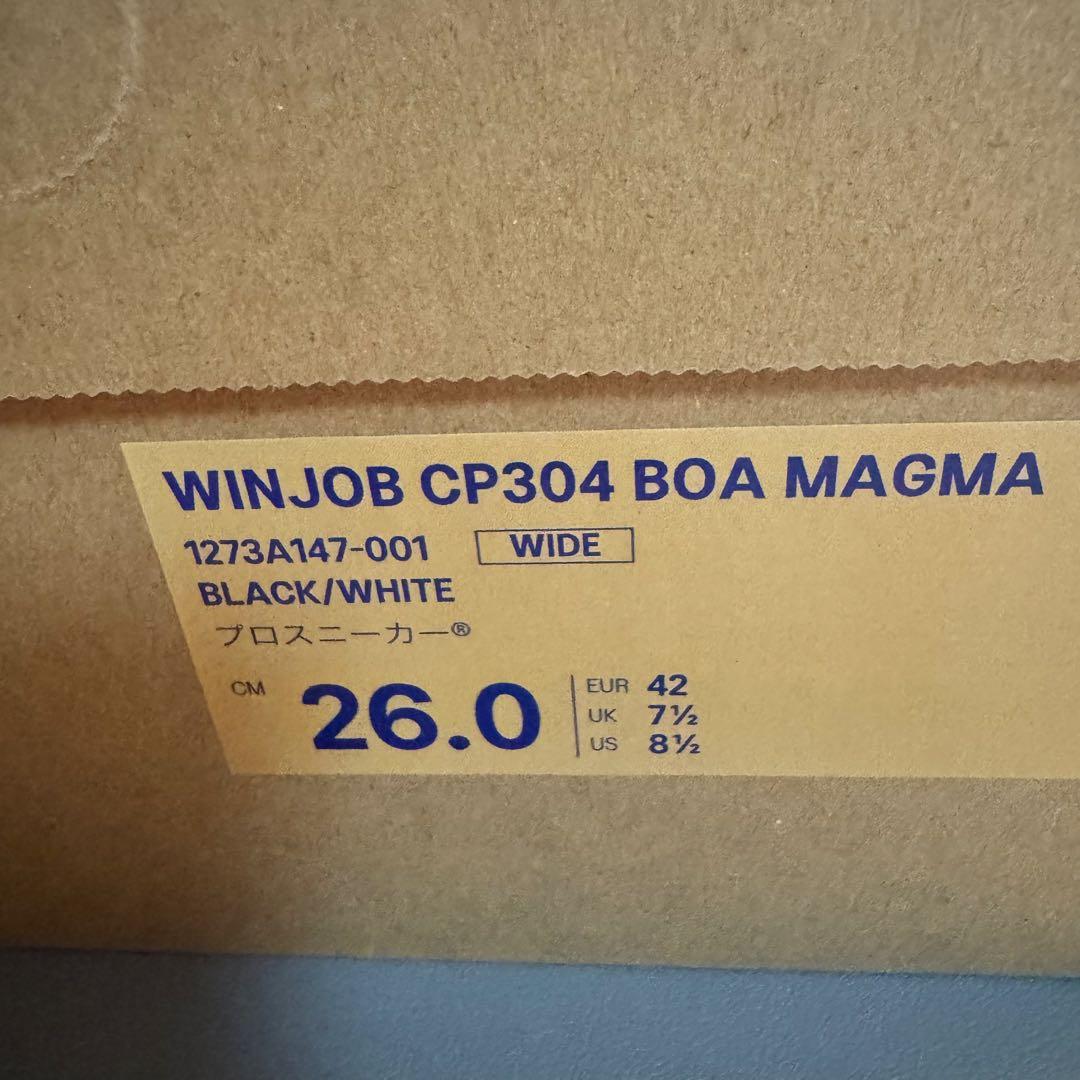 WINJOB CP304 BOA MAGMA
1273A147-001 WIDE
BLACK/WHITE
プロスニーカー®
CM 26.0
EUR 42
UK 7½
US 8½